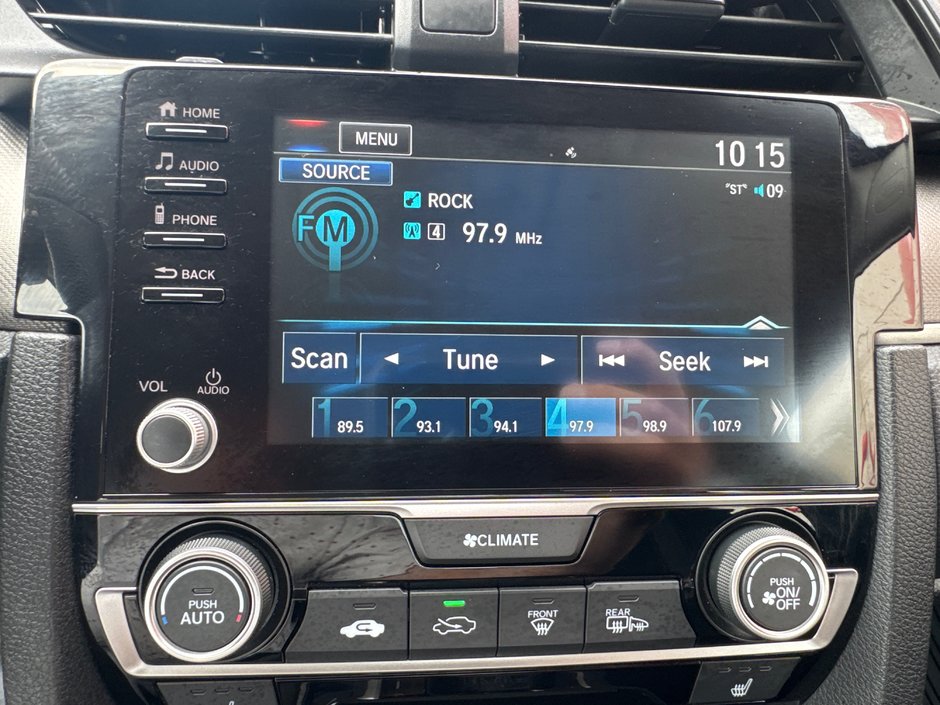 HOME
AUDIO
PHONE
BACK
VOL
AUDIO
MENU
10 15
SOURCE
"ST" 09
FM
ROCK
4 97.9 MHz
Scan Tune Seek
1 89.5 2 93.1 3 94.1 4 97.9 5 98.9 6 107.9
CLIMATE
PUSH
AUTO
FRONT
REAR
PUSH
ON/
OFF